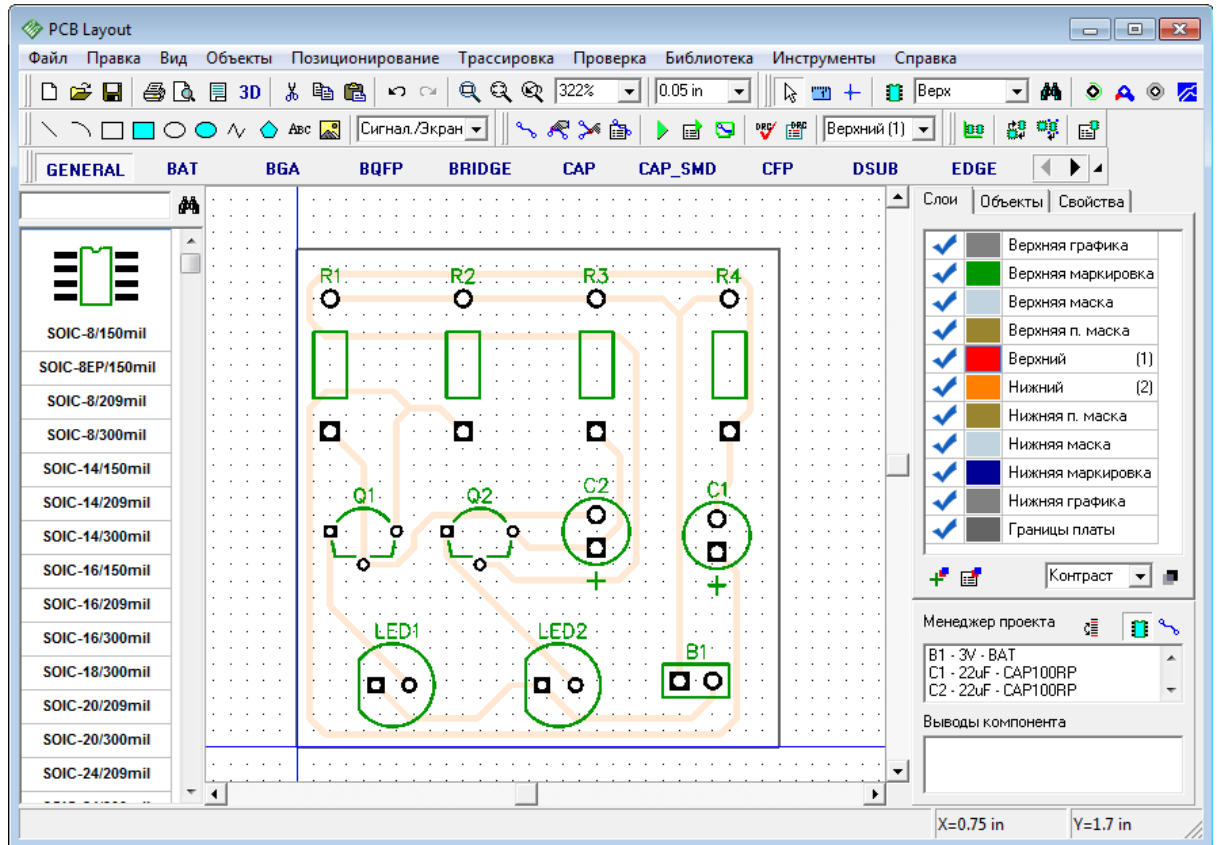 PCB Layout
Файл Правка Вид Объекты Позиционирование Трассировка Проверка Библиотека Инструменты Справка
3D 322% 0.05 in Верх
ABC Сигнал./Экран DRC DRC Верхний (1)
GENERAL BAT BGA BQFP BRIDGE CAP CAP_SMD CFP DSUB EDGE
SOIC-8/150mil
SOIC-8EP/150mil
SOIC-8/209mil
SOIC-8/300mil
SOIC-14/150mil
SOIC-14/209mil
SOIC-14/300mil
SOIC-16/150mil
SOIC-16/209mil
SOIC-16/300mil
SOIC-18/300mil
SOIC-20/209mil
SOIC-20/300mil
SOIC-24/209mil
R1 R2 R3 R4
Q1 Q2 C2 C1
+ +
LED1 LED2 B1
Слои Объекты Свойства
Верхняя графика
Верхняя маркировка
Верхняя маска
Верхняя п. маска
Верхний (1)
Нижний (2)
Нижняя п. маска
Нижняя маска
Нижняя маркировка
Нижняя графика
Границы платы
Контраст
Менеджер проекта
B1 - 3V - BAT
C1 - 22uF - CAP100RP
C2 - 22uF - CAP100RP
Выводы компонента
X=0.75 in Y=1.7 in